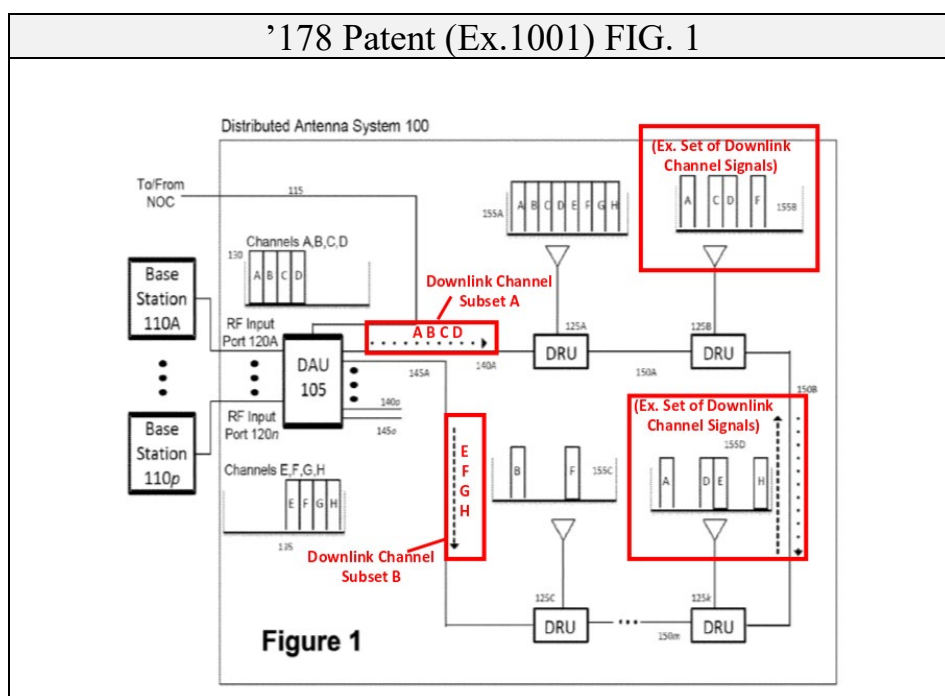 ’178 Patent (Ex.1001) FIG. 1
Distributed Antenna System 100
(Ex. Set of Downlink
Channel Signals)
To/From
NOC
115
155A
A B C D E F G H
A C D F
155B
Channels A,B,C,D
130
A B C D
Downlink Channel
Subset A
Base
Station
110A
RF Input
Port 120A
A B C D
125A
125B
DAU
105
145A
140A
DRU
150A
DRU
150B
140o
145o
(Ex. Set of Downlink
Channel Signals)
155D
Base
Station
110p
RF Input
Port 120n
Channels E,F,G,H
E F G H
135
E
F
G
H
B F
155C
A D E H
Downlink Channel
Subset B
125C
125k
DRU
150m
DRU
Figure 1